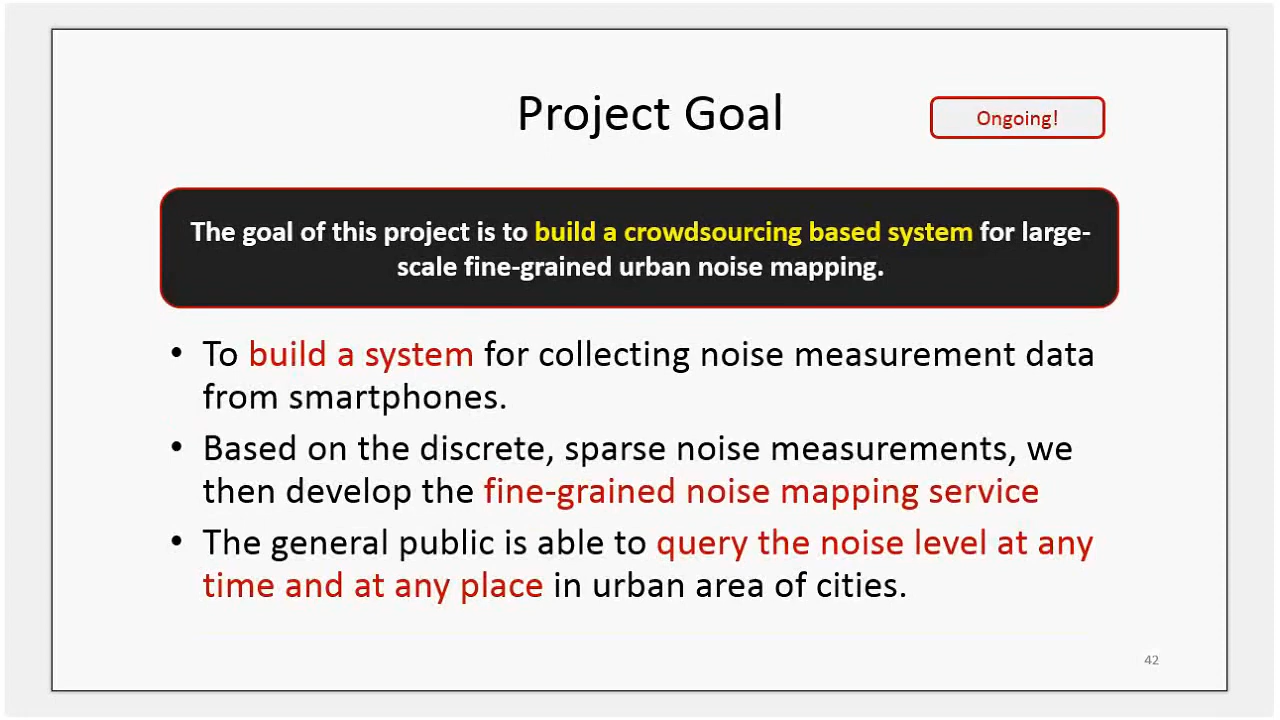 Project Goal
Ongoing!
The goal of this project is to build a crowdsourcing based system for large-
scale fine-grained urban noise mapping.
• To build a system for collecting noise measurement data
from smartphones.
• Based on the discrete, sparse noise measurements, we
then develop the fine-grained noise mapping service
• The general public is able to query the noise level at any
time and at any place in urban area of cities.
42